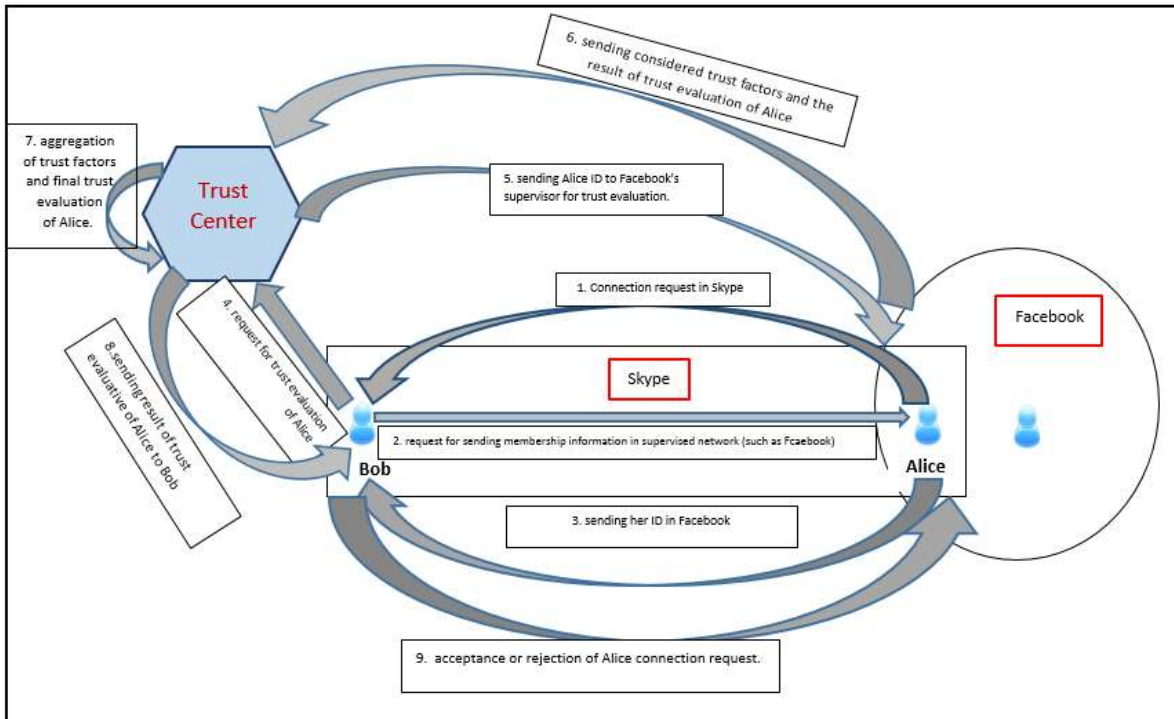 6. sending considered trust factors and the
result of trust evaluation of Alice
7. aggregation
of trust factors
and final trust
evaluation
of Alice.
Trust
Center
5. sending Alice ID to Facebook's
supervisor for trust evaluation.
1. Connection request in Skype
Facebook
4. request for trust evaluation
of Alice
8.sending result of trust
evaluative of Alice to Bob
Skype
2. request for sending membership information in supervised network (such as Fcaebook)
Bob
Alice
3. sending her ID in Facebook
9. acceptance or rejection of Alice connection request.